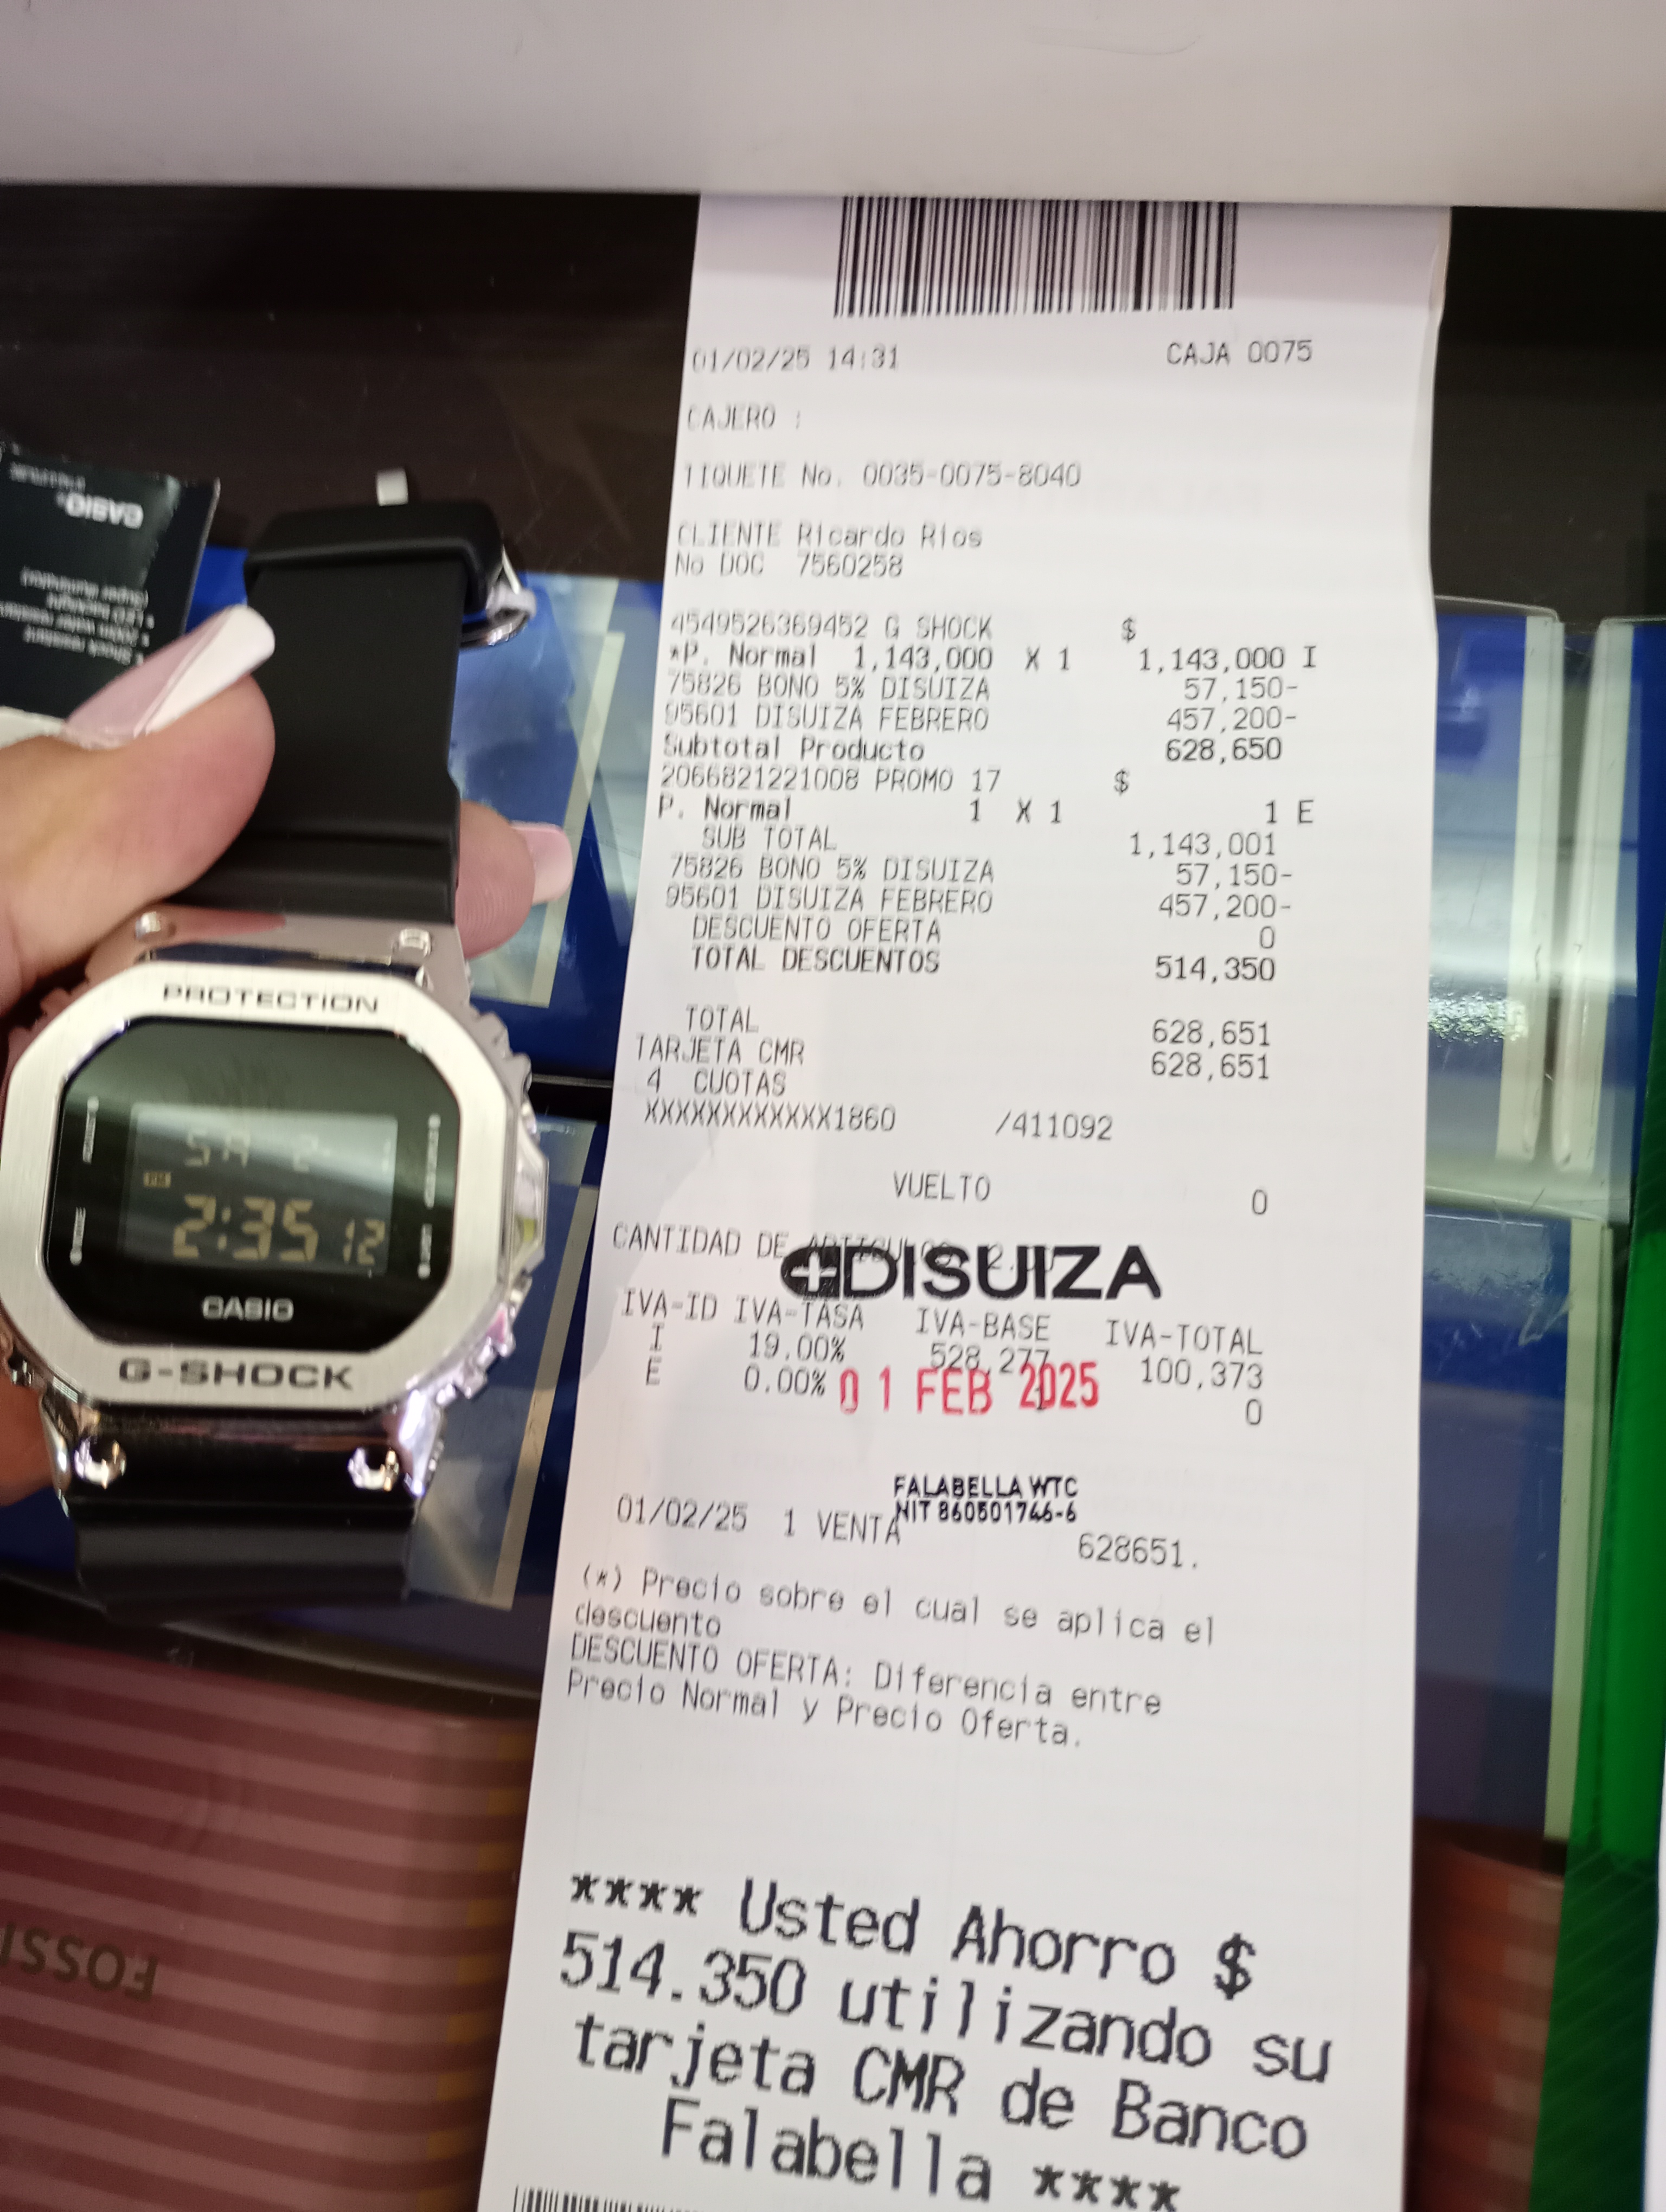 01/02/25 14:31 CAJA 0075
CAJERO :
TIQUETE No. 0035-0075-8040
CLIENTE Ricardo Rios
No DOC 7560258
4549526369452 G SHOCK $
*P. Normal 1,143,000 X 1 1,143,000 I
75826 BONO 5% DISUIZA 57,150-
95601 DISUIZA FEBRERO 457,200-
Subtotal Producto 628,650
2066821221008 PROMO 17 $
P. Normal 1 X 1 1 E
SUB TOTAL 1,143,001
75826 BONO 5% DISUIZA 57,150-
95601 DISUIZA FEBRERO 457,200-
DESCUENTO OFERTA 0
TOTAL DESCUENTOS 514,350
TOTAL 628,651
TARJETA CMR 628,651
4 CUOTAS
XXXXXXXXXXXX1860 /411092
VUELTO 0
CANTIDAD DE
DISUIZA
IVA-ID IVA-TASA IVA-BASE IVA-TOTAL
I 19.00% 528,277 100,373
E 0.00% 0
01 FEB 2025
FALABELLA WTC
NIT 860501746-6
01/02/25 1 VENTA 628651.
(*) Precio sobre el cual se aplica el
descuento
DESCUENTO OFERTA: Diferencia entre
Precio Normal y Precio Oferta.
**** Usted Ahorro $
514.350 utilizando su
tarjeta CMR de Banco
Falabella ****
CASIO
PROTECTION
SA 2- 1
PM
2:35 12
CASIO
G-SHOCK